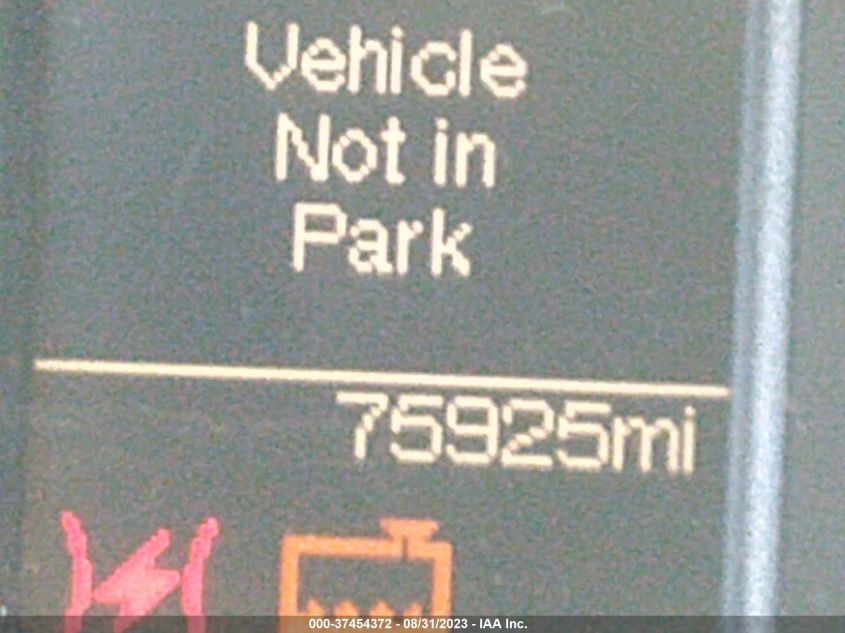 Vehicle
Not in
Park
75925mi
000-37454372 - 08/31/2023 - IAA Inc.